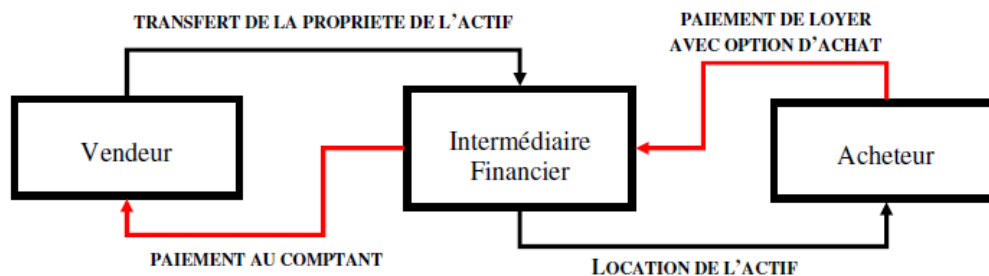 TRANSFERT DE LA PROPRIETE DE L'ACTIF
PAIEMENT DE LOYER
AVEC OPTION D'ACHAT
Vendeur
Intermédiaire
Financier
Acheteur
PAIEMENT AU COMPTANT
LOCATION DE L'ACTIF